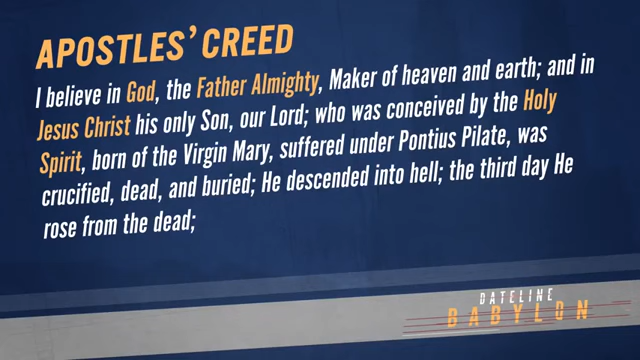 APOSTLES' CREED
I believe in God, the Father Almighty, Maker of heaven and earth; and in
Jesus Christ his only Son, our Lord; who was conceived by the Holy
Spirit, born of the Virgin Mary, suffered under Pontius Pilate, was
crucified, dead, and buried; He descended into hell; the third day He
rose from the dead;
DATELINE
BABYLON